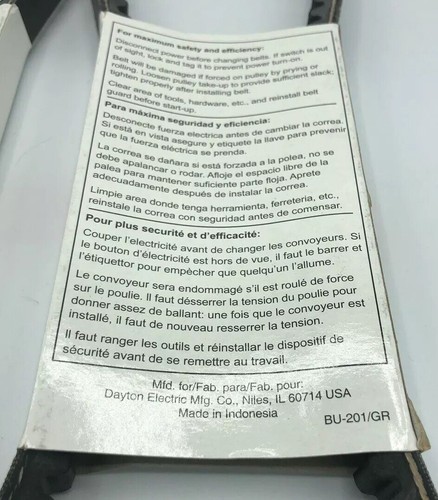 For maximum safety and efficiency:
Disconnect power before changing belts. If switch is out
of sight, lock and tag it to prevent power turn-on.
Belt will be damaged if forced on pulley by prying or
rolling. Loosen pulley take-up to provide sufficient slack;
tighten properly after installing belt.
Clear area of tools, hardware, etc., and reinstall belt
guard before start-up.
Para máxima seguridad y eficiencia:
Desconecte fuerza electrica antes de cambiar la correa.
Si está en vista asegure y etiquete la llave para prevenir
que la fuerza eléctrica se prenda.
La correa se dañara si está forzada a la polea, no se
debe apalancar o rodar. Afloje el espacio libre de la
palea para mantener suficiente parte floja. Aprete
adecuadamente después de instalar la correa.
Limpie area donde tenga herramienta, ferreteria, etc.,
reinstale la correa con seguridad antes de comensar.
Pour plus securité et d'efficacité:
Couper l'electricité avant de changer les convoyeurs. Si
le bouton d'électricité est hors de vue, il faut le barrer et
l'étiquettor pour empècher que quelqu'un l'allume.
Le convoyeur sera endommagé s'il est roulé de force
sur le poulie. Il faut désserrer la tension du poulie pour
donner assez de ballant: une fois que le convoyeur est
installé, il faut de nouveau resserrer la tension.
Il faut ranger les outils et réinstaller le dispositif de
sécurité avant de se remettre au travail.
Mfd. for/Fab. para/Fab. pour:
Dayton Electric Mfg. Co., Niles, IL 60714 USA
Made in Indonesia
BU-201/GR